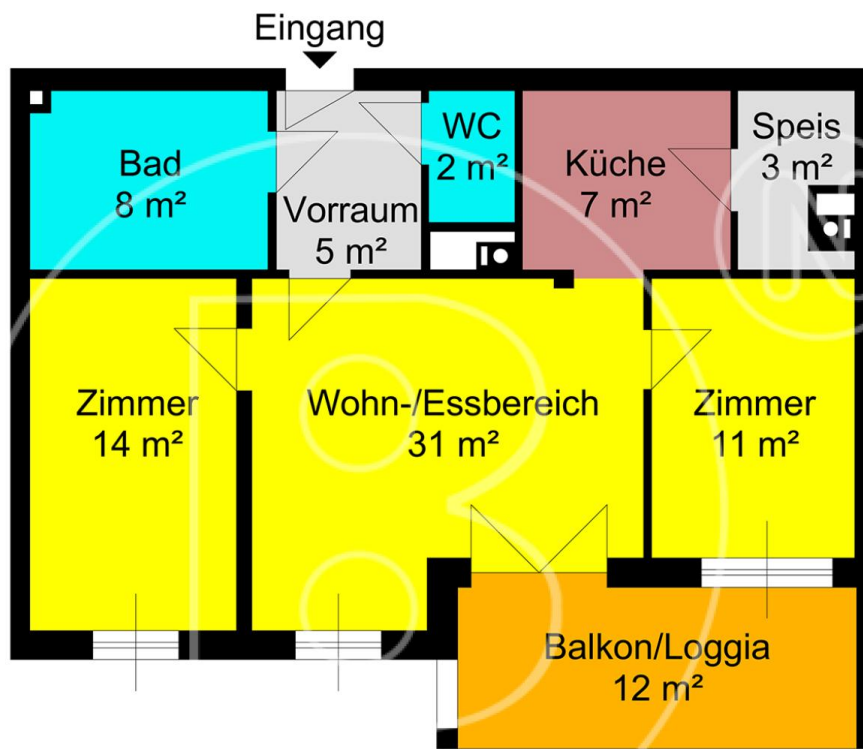 Eingang
Bad
8 m²
Vorraum
5 m²
WC
2 m²
Küche
7 m²
Speis
3 m²
Zimmer
14 m²
Wohn-/Essbereich
31 m²
Zimmer
11 m²
Balkon/Loggia
12 m²